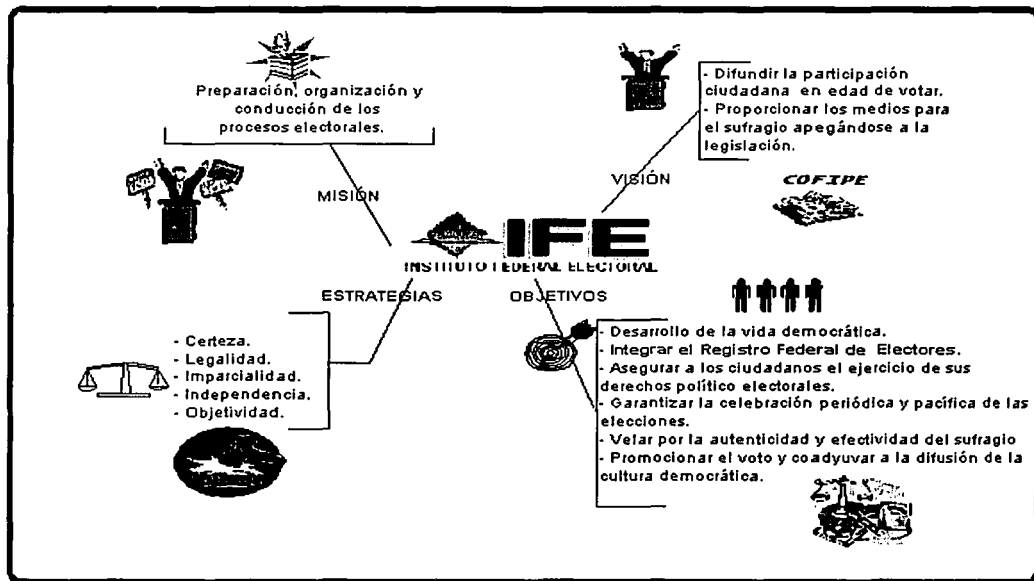 Preparación, organización y
conducción de los
procesos electorales.
MISIÓN
- Difundir la participación
ciudadana en edad de votar.
- Proporcionar los medios para
el sufragio apegándose a la
legislación.
VISIÓN
COFIPE
IFE
INSTITUTO FEDERAL ELECTORAL
ESTRATEGIAS
- Certeza.
- Legalidad.
- Imparcialidad.
- Independencia.
- Objetividad.
OBJETIVOS
- Desarrollo de la vida democrática.
- Integrar el Registro Federal de Electores.
- Asegurar a los ciudadanos el ejercicio de sus
derechos político electorales.
- Garantizar la celebración periódica y pacífica de las
elecciones.
- Velar por la autenticidad y efectividad del sufragio
- Promocionar el voto y coadyuvar a la difusión de la
cultura democrática.